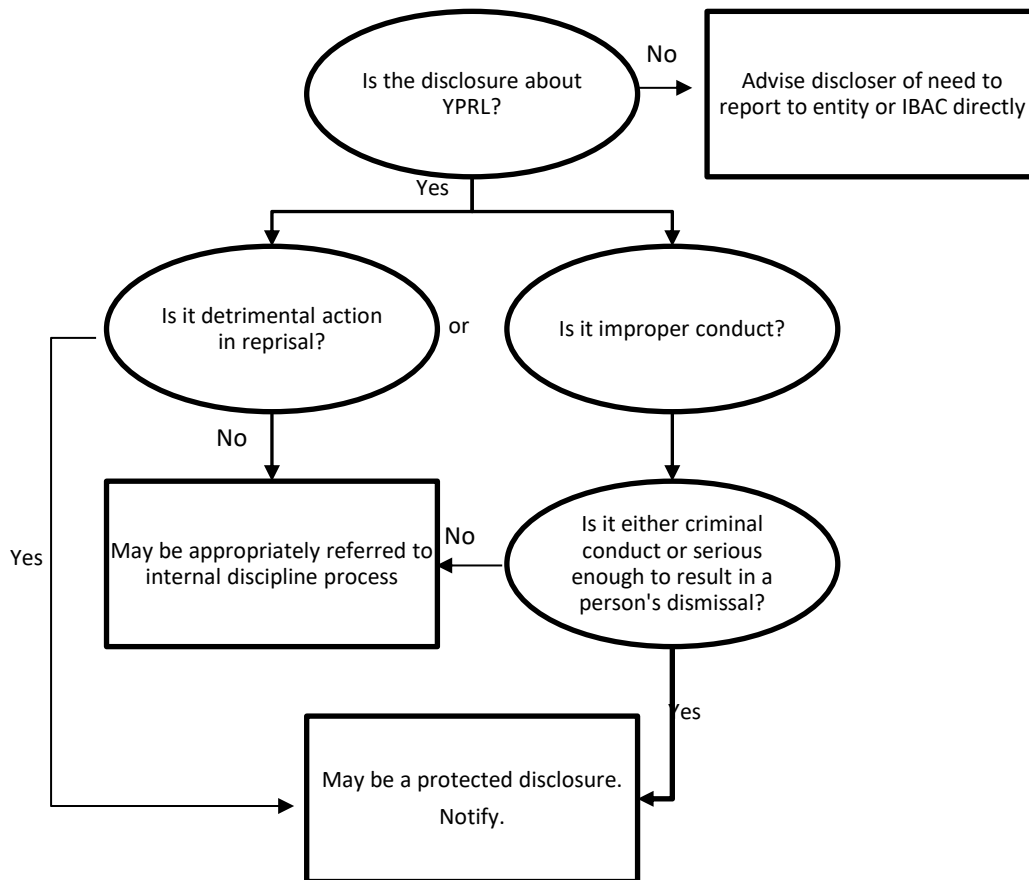 Is the disclosure about
YPRL?
No
Advise discloser of need to
report to entity or IBAC directly
Yes
Is it detrimental action
in reprisal?
or
Is it improper conduct?
No
May be appropriately referred to
internal discipline process
No
Is it either criminal
conduct or serious
enough to result in a
person's dismissal?
Yes
Yes
May be a protected disclosure.
Notify.